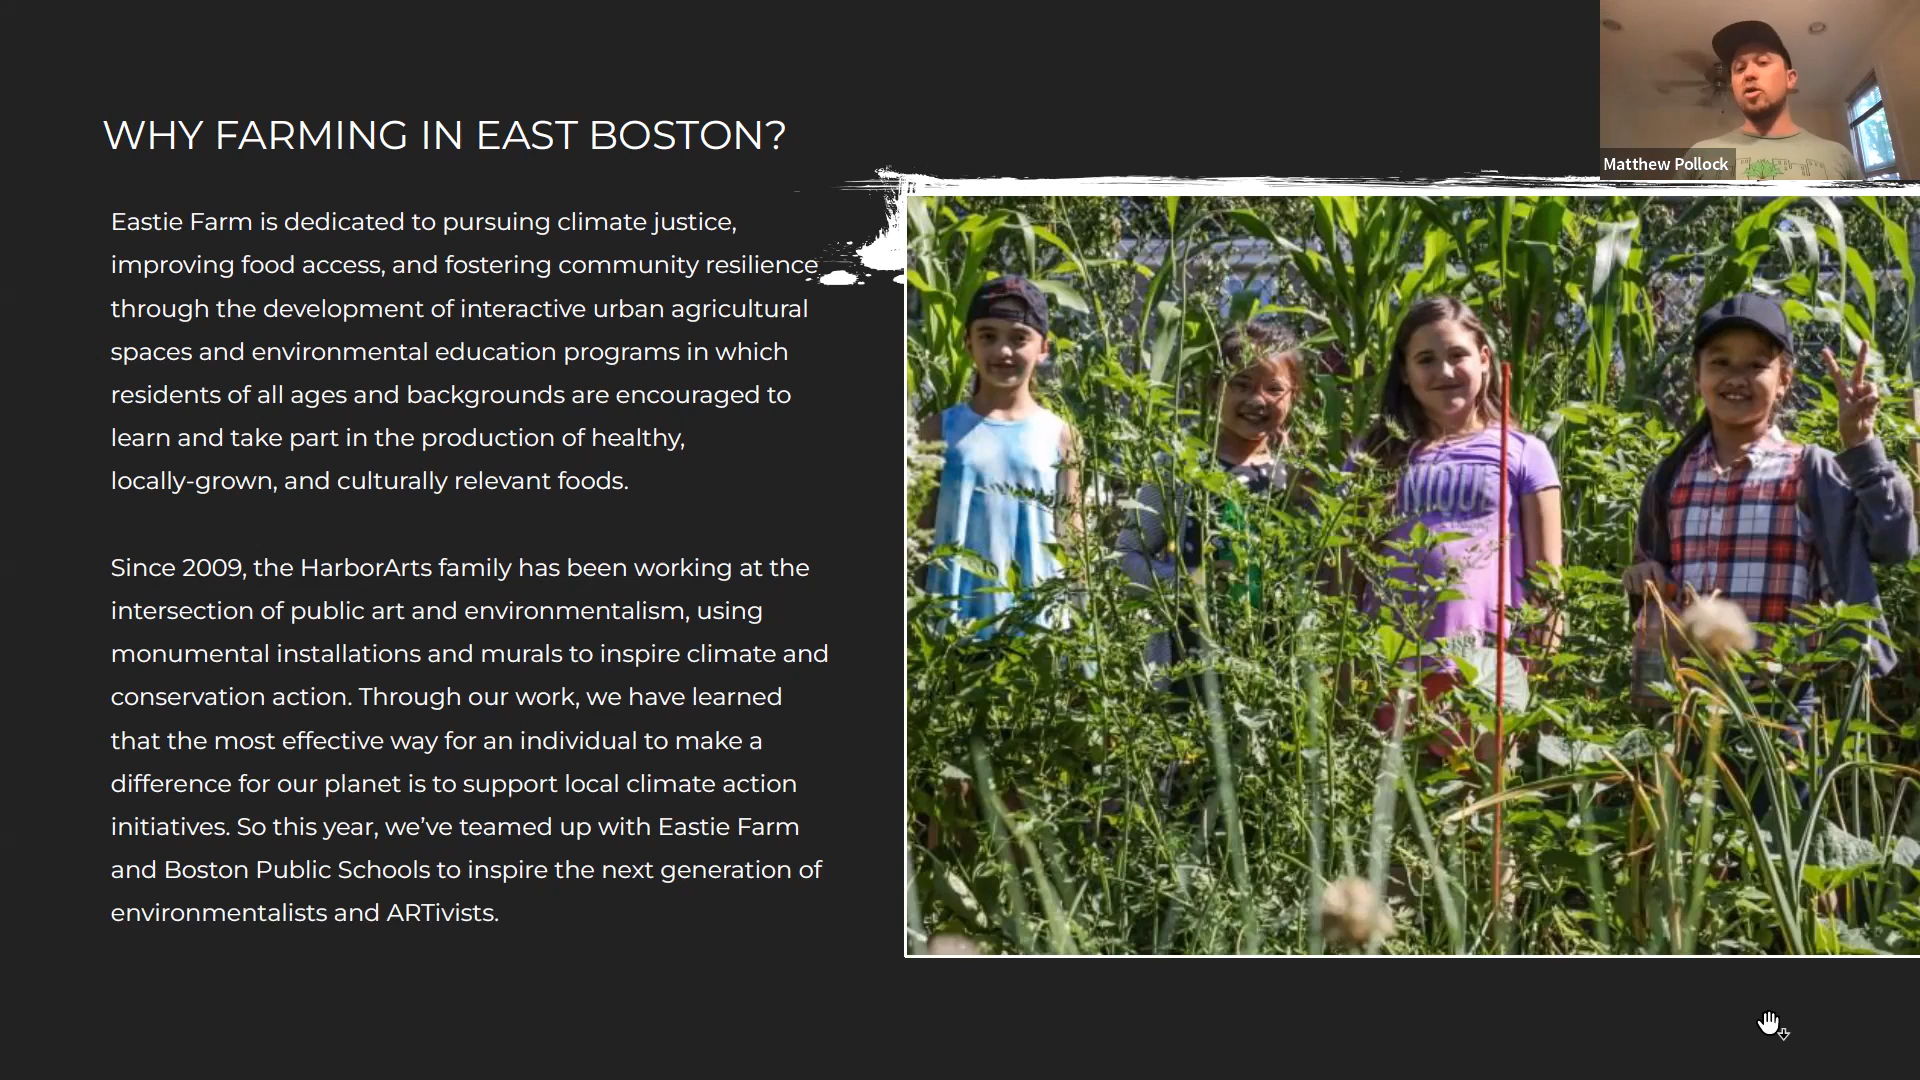 Matthew Pollock
WHY FARMING IN EAST BOSTON?
Eastie Farm is dedicated to pursuing climate justice,
improving food access, and fostering community resilience
through the development of interactive urban agricultural
spaces and environmental education programs in which
residents of all ages and backgrounds are encouraged to
learn and take part in the production of healthy,
locally-grown, and culturally relevant foods.
Since 2009, the HarborArts family has been working at the
intersection of public art and environmentalism, using
monumental installations and murals to inspire climate and
conservation action. Through our work, we have learned
that the most effective way for an individual to make a
difference for our planet is to support local climate action
initiatives. So this year, we’ve teamed up with Eastie Farm
and Boston Public Schools to inspire the next generation of
environmentalists and ARTivists.
NIQUE